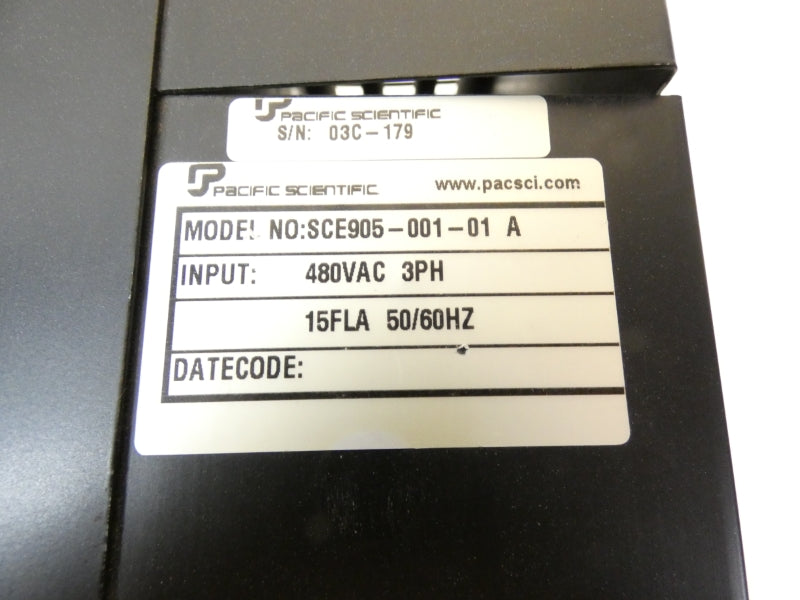 PACIFIC SCIENTIFIC
S/N: 03C-179
PACIFIC SCIENTIFIC www.pacsci.com
MODEL NO:SCE905-001-01 A
INPUT: 480VAC 3PH
15FLA 50/60HZ
DATECODE: